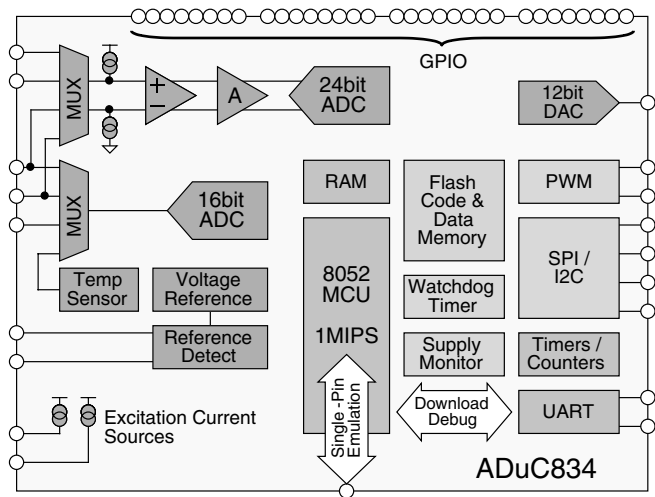 GPIO
MUX
+
−
A
24bit
ADC
12bit
DAC
MUX
16bit
ADC
RAM
Flash
Code &
Data
Memory
PWM
8052
MCU
1MIPS
SPI /
I2C
Temp
Sensor
Voltage
Reference
Watchdog
Timer
Reference
Detect
Supply
Monitor
Timers /
Counters
Excitation Current
Sources
Single-Pin
Emulation
Download
Debug
UART
ADuC834